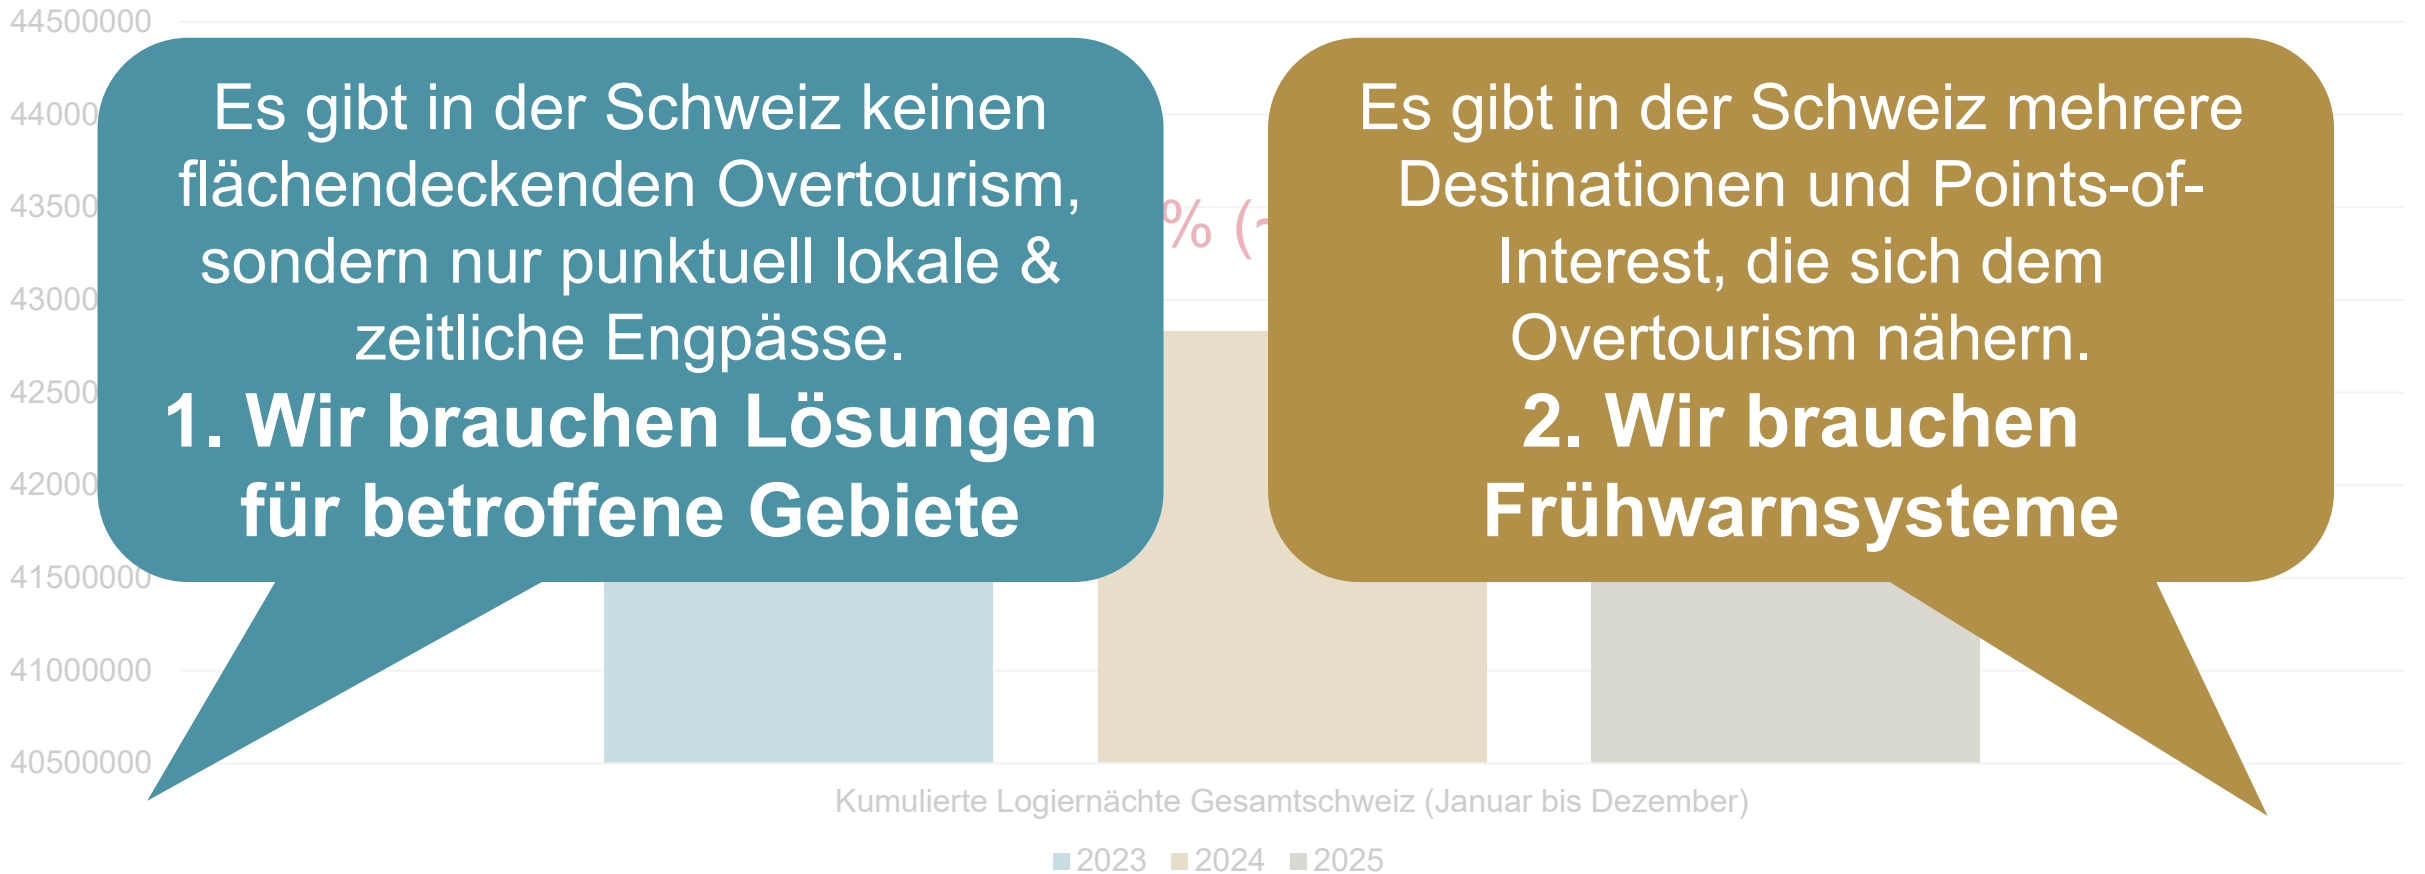 44500000
44000
43500
43000
42500
42000
41500000
41000000
40500000
Es gibt in der Schweiz keinen
flächendeckenden Overtourism,
sondern nur punktuell lokale &
zeitliche Engpässe.
1. Wir brauchen Lösungen
für betroffene Gebiete
% (~
Es gibt in der Schweiz mehrere
Destinationen und Points-of-
Interest, die sich dem
Overtourism nähern.
2. Wir brauchen
Frühwarnsysteme
Kumulierte Logiernächte Gesamtschweiz (Januar bis Dezember)
2023 2024 2025